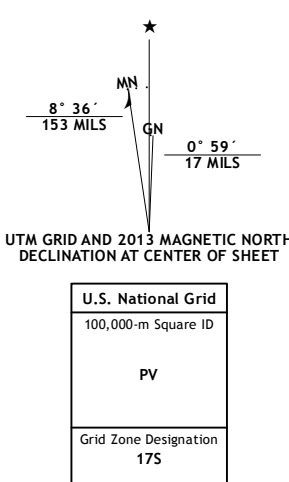 ★
MN
8° 36´
153 MILS
GN
0° 59´
17 MILS
UTM GRID AND 2013 MAGNETIC NORTH
DECLINATION AT CENTER OF SHEET
U.S. National Grid
100,000-m Square ID
PV
Grid Zone Designation
17S